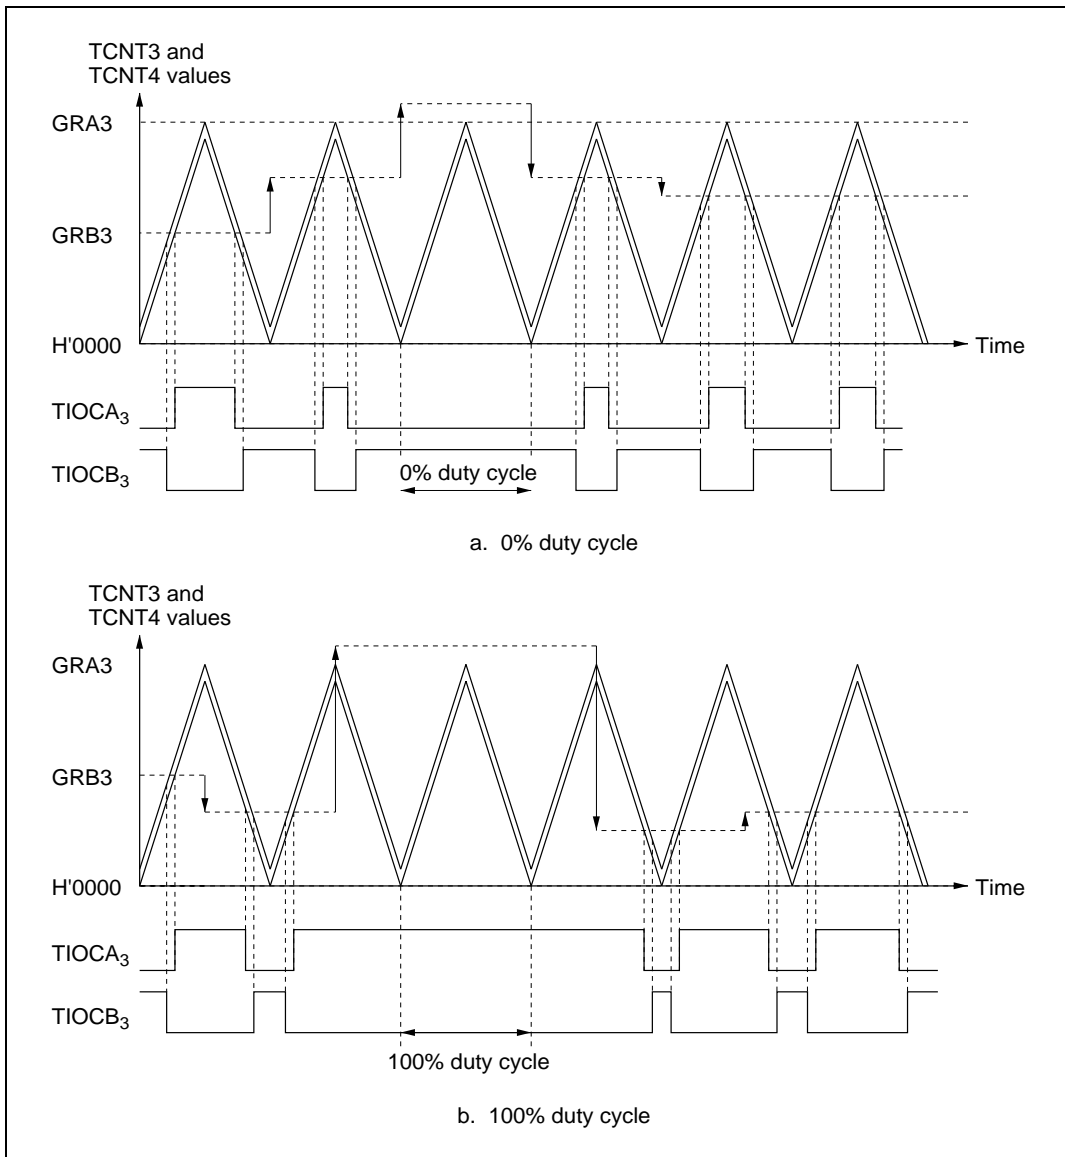 TCNT3 and
TCNT4 values
GRA3
GRB3
H'0000
Time
TIOCA3
TIOCB3
0% duty cycle
a. 0% duty cycle
TCNT3 and
TCNT4 values
GRA3
GRB3
H'0000
Time
TIOCA3
TIOCB3
100% duty cycle
b. 100% duty cycle